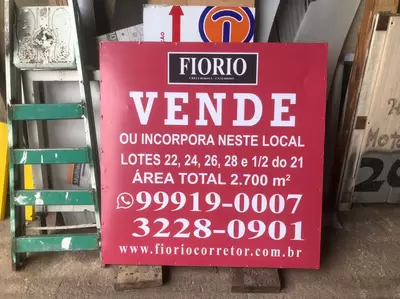 FIORIO
VENDE
OU INCORPORA NESTE LOCAL
LOTES 22, 24, 26, 28 e 1/2 do 21
ÁREA TOTAL 2.700 m²
99919-0007
3228-0901
www.fioriocorretor.com.br